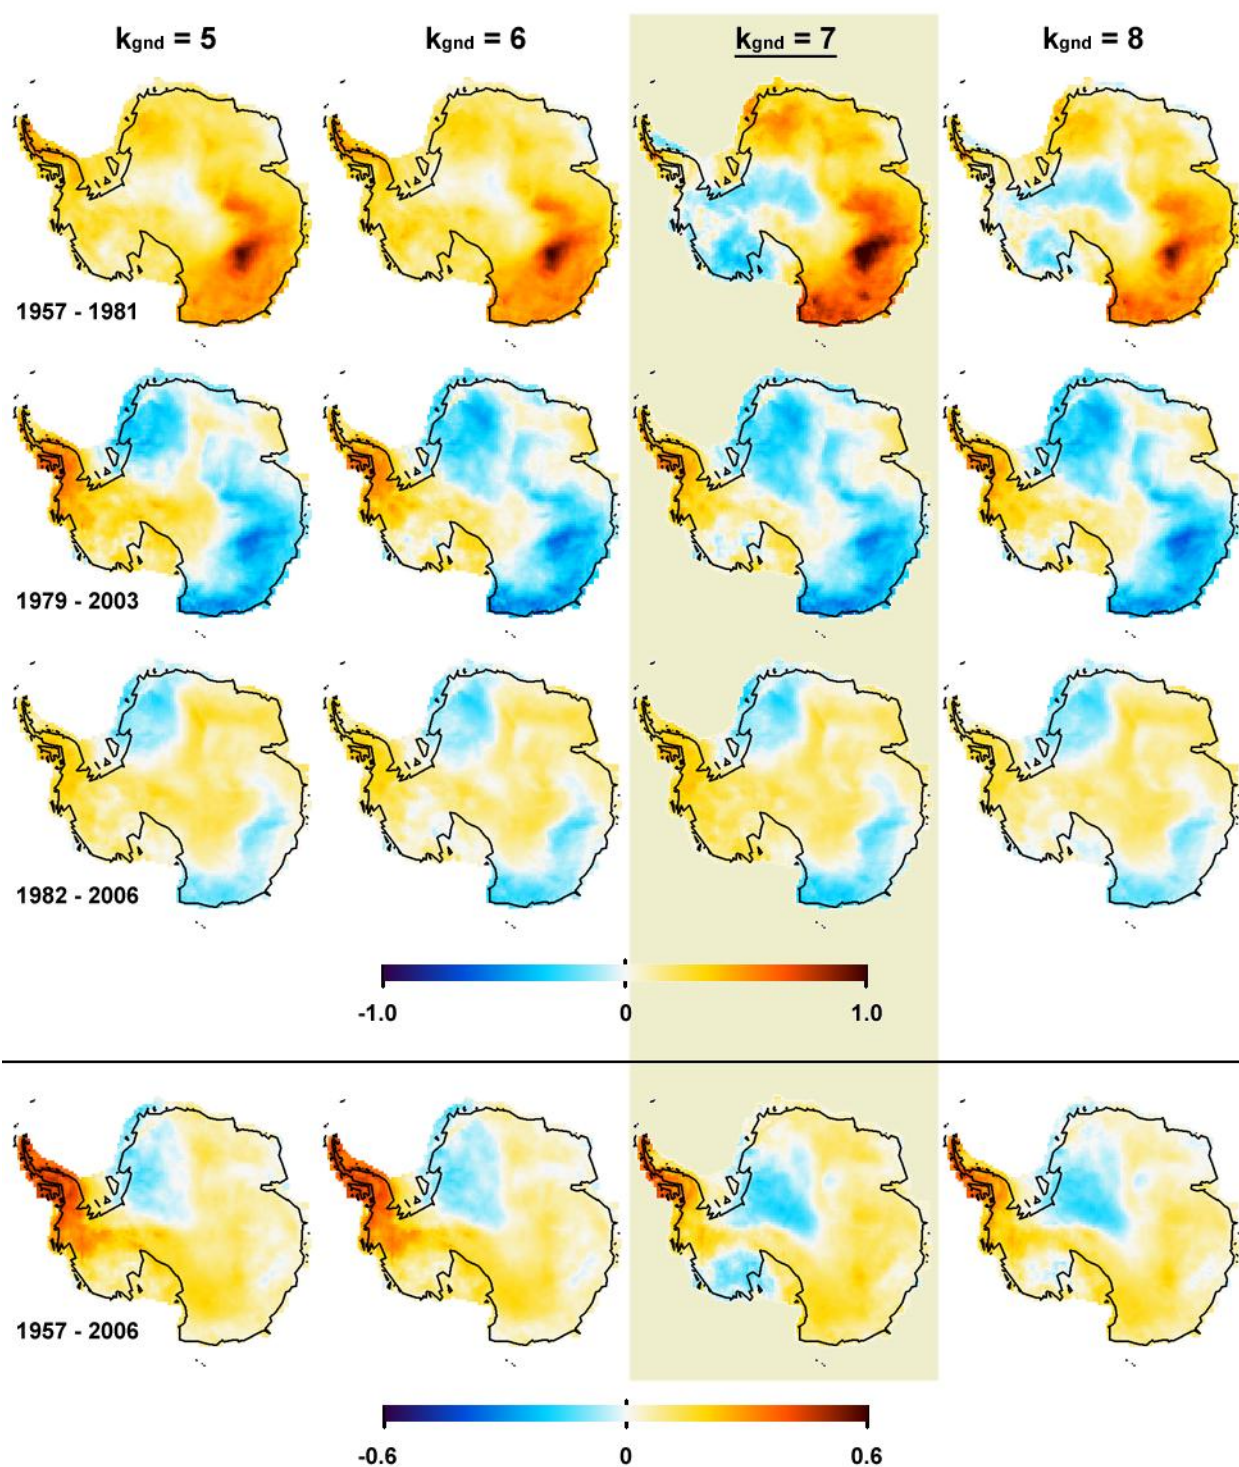 kgnd = 5 kgnd = 6 kgnd = 7 kgnd = 8
1957 - 1981
1979 - 2003
1982 - 2006
-1.0 0 1.0
1957 - 2006
-0.6 0 0.6